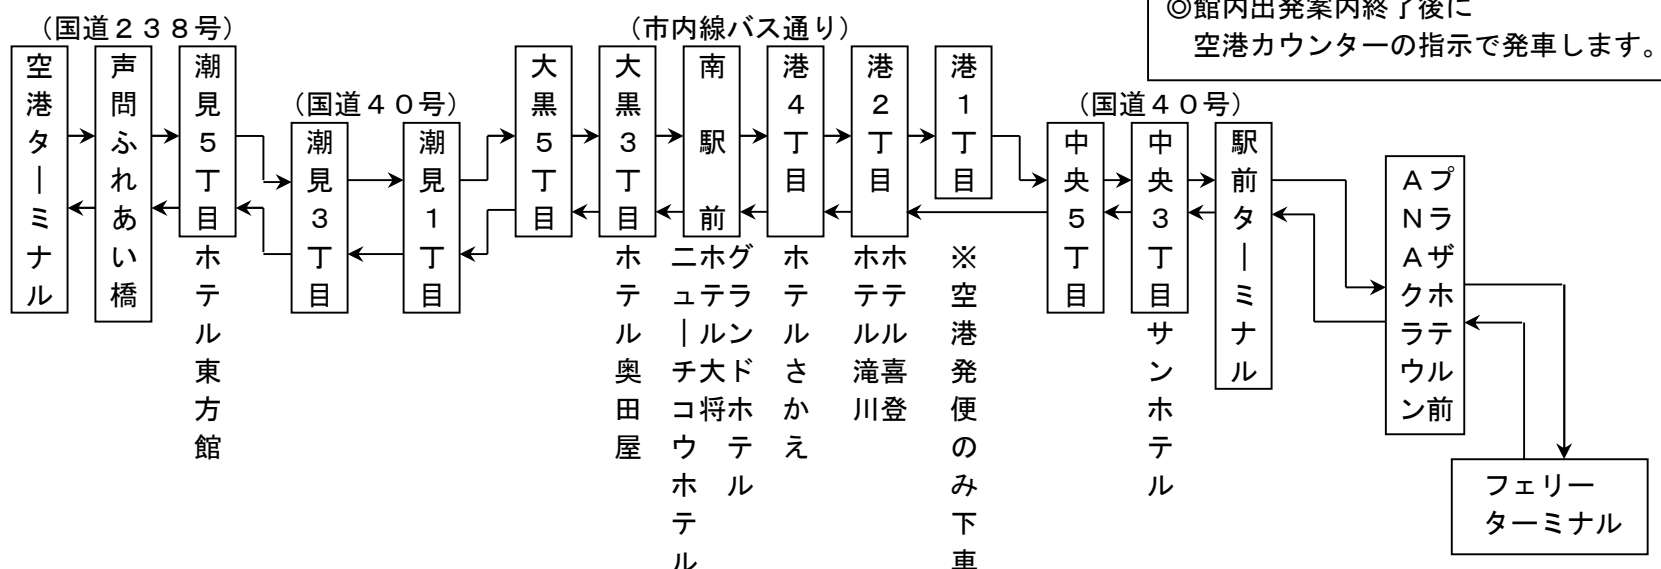 ◎館内出発案内終了後に
空港カウンターの指示で発車します。
（国道２３８号）
（市内線バス通り）
（国道４０号）
（国道４０号）
空港ターミナル
声問ふれあい橋
潮見５丁目
ホテル東方館
潮見３丁目
潮見１丁目
大黒５丁目
大黒３丁目
ホテル奥田屋
南駅前
グランドホテル
ホテル大将
ニューチコウホテル
港４丁目
ホテルさかえ
港２丁目
ホテル喜登
ホテル滝川
港１丁目
※空港発便のみ下車
中央５丁目
中央３丁目
サンホテル
駅前ターミナル
ＡＮＡクラウン
プラザホテル前
フェリー
ターミナル